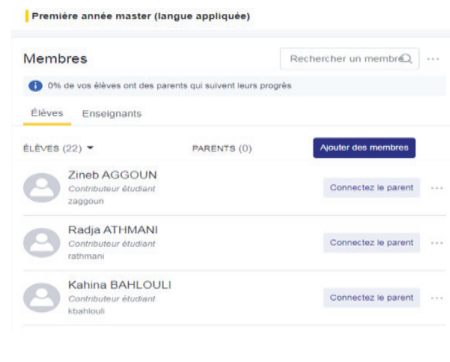 Première année master (langue appliquée)
Membres
Rechercher un membre
0% de vos élèves ont des parents qui suivent leurs progrès
Élèves Enseignants
ÉLÈVES (22) PARENTS (0) Ajouter des membres
Zineb AGGOUN
Contributeur étudiant
zaggoun
Connectez le parent
Radja ATHMANI
Contributeur étudiant
rathmani
Connectez le parent
Kahina BAHLOULI
Contributeur étudiant
kbahlouli
Connectez le parent